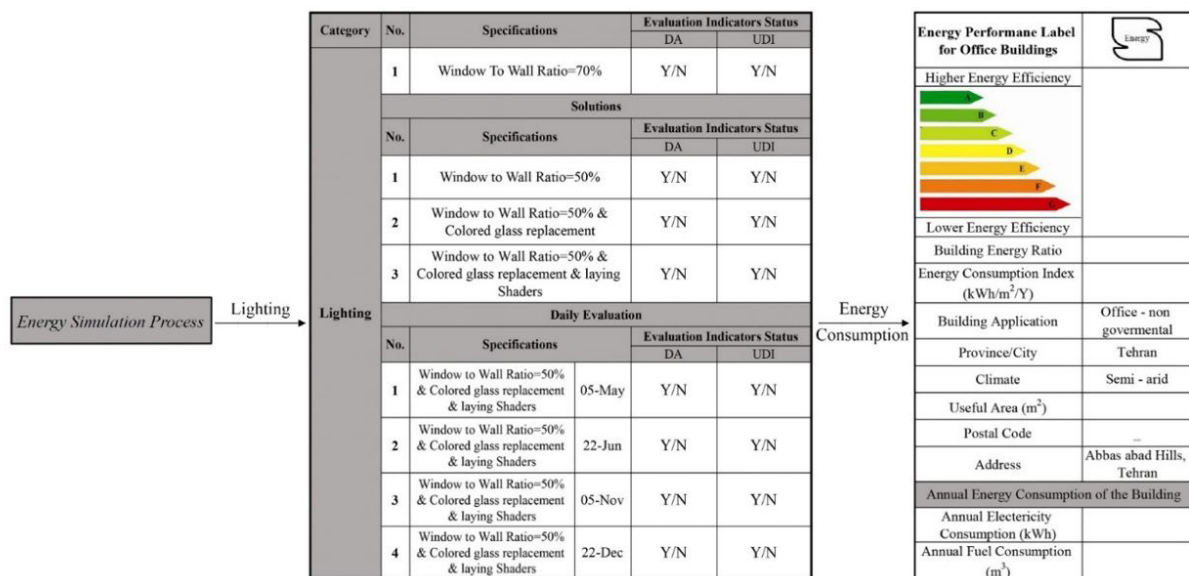 Energy Simulation Process
Lighting
Category
No.
Specifications
Evaluation Indicators Status
DA
UDI
Lighting
1
Window To Wall Ratio=70%
Y/N
Y/N
Solutions
No.
Specifications
Evaluation Indicators Status
DA
UDI
1
Window to Wall Ratio=50%
Y/N
Y/N
2
Window to Wall Ratio=50% &
Colored glass replacement
Y/N
Y/N
3
Window to Wall Ratio=50% &
Colored glass replacement & laying
Shaders
Y/N
Y/N
Daily Evaluation
No.
Specifications
Evaluation Indicators Status
DA
UDI
1
Window to Wall Ratio=50%
& Colored glass replacement
& laying Shaders
05-May
Y/N
Y/N
2
Window to Wall Ratio=50%
& Colored glass replacement
& laying Shaders
22-Jun
Y/N
Y/N
3
Window to Wall Ratio=50%
& Colored glass replacement
& laying Shaders
05-Nov
Y/N
Y/N
4
Window to Wall Ratio=50%
& Colored glass replacement
& laying Shaders
22-Dec
Y/N
Y/N
Energy
Consumption
Energy Performane Label
for Office Buildings
Energy
Higher Energy Efficiency
A
B
C
D
E
F
G
Lower Energy Efficiency
Building Energy Ratio
Energy Consumption Index
(kWh/m²/Y)
Building Application
Office - non
govermental
Province/City
Tehran
Climate
Semi - arid
Useful Area (m²)
Postal Code
_
Address
Abbas abad Hills,
Tehran
Annual Energy Consumption of the Building
Annual Electericity
Consumption (kWh)
Annual Fuel Consumption
(m³)